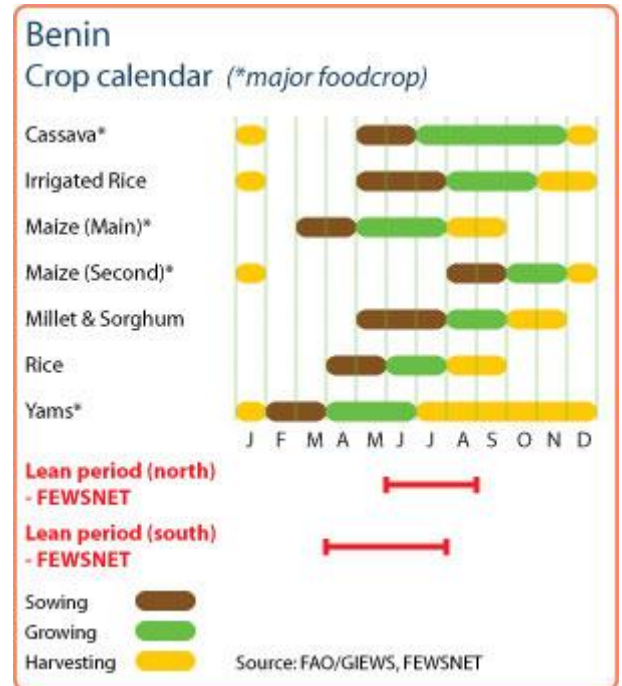 Benin
Crop calendar (*major foodcrop)
Cassava*
Irrigated Rice
Maize (Main)*
Maize (Second)*
Millet & Sorghum
Rice
Yams*
J F M A M J J A S O N D
Lean period (north)
- FEWSNET
Lean period (south)
- FEWSNET
Sowing
Growing
Harvesting
Source: FAO/GIEWS, FEWSNET